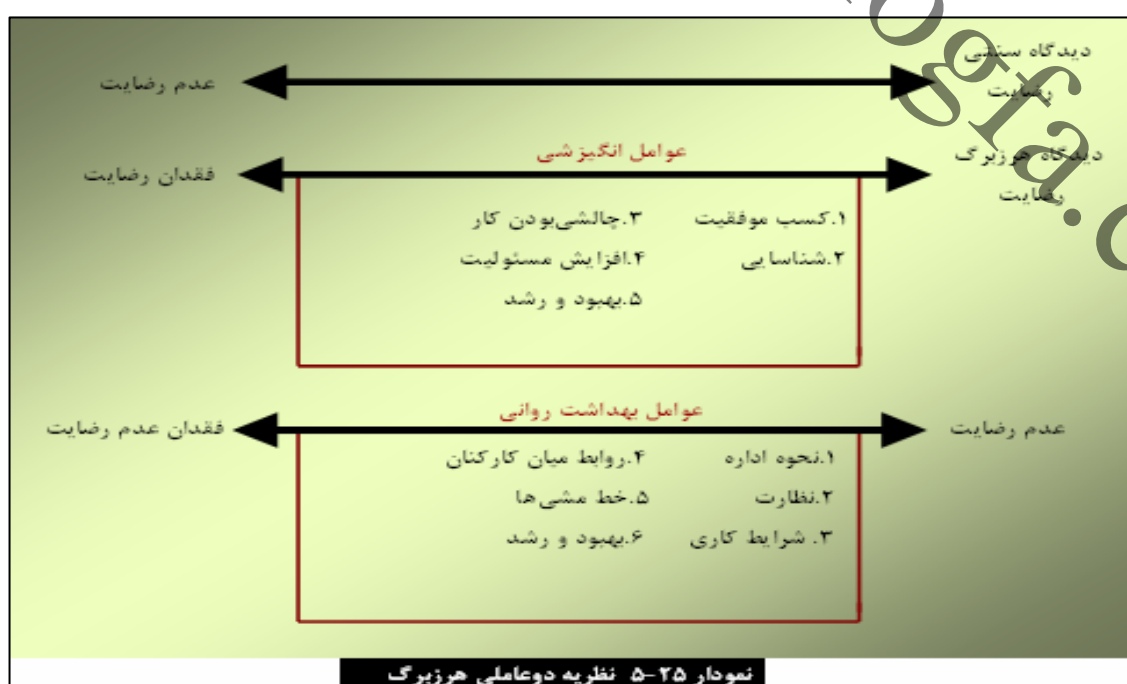 دیدگاه سنتی
رضایت
عدم رضایت
عوامل انگیزشی
دیدگاه هرزبرگ
رضایت
فقدان رضایت
۱.کسب موفقیت ۳.چالشی‌بودن کار
۲.شناسایی ۴.افزایش مسئولیت
۵.بهبود و رشد
عوامل بهداشت روانی
عدم رضایت
فقدان عدم رضایت
۱.نحوه اداره ۴.روابط میان کارکنان
۲.نظارت ۵.خط مشی‌ها
۳. شرایط کاری ۶.بهبود و رشد
نمودار ۲۵-۵ نظریه دوعاملی هرزبرگ
ogfa.c